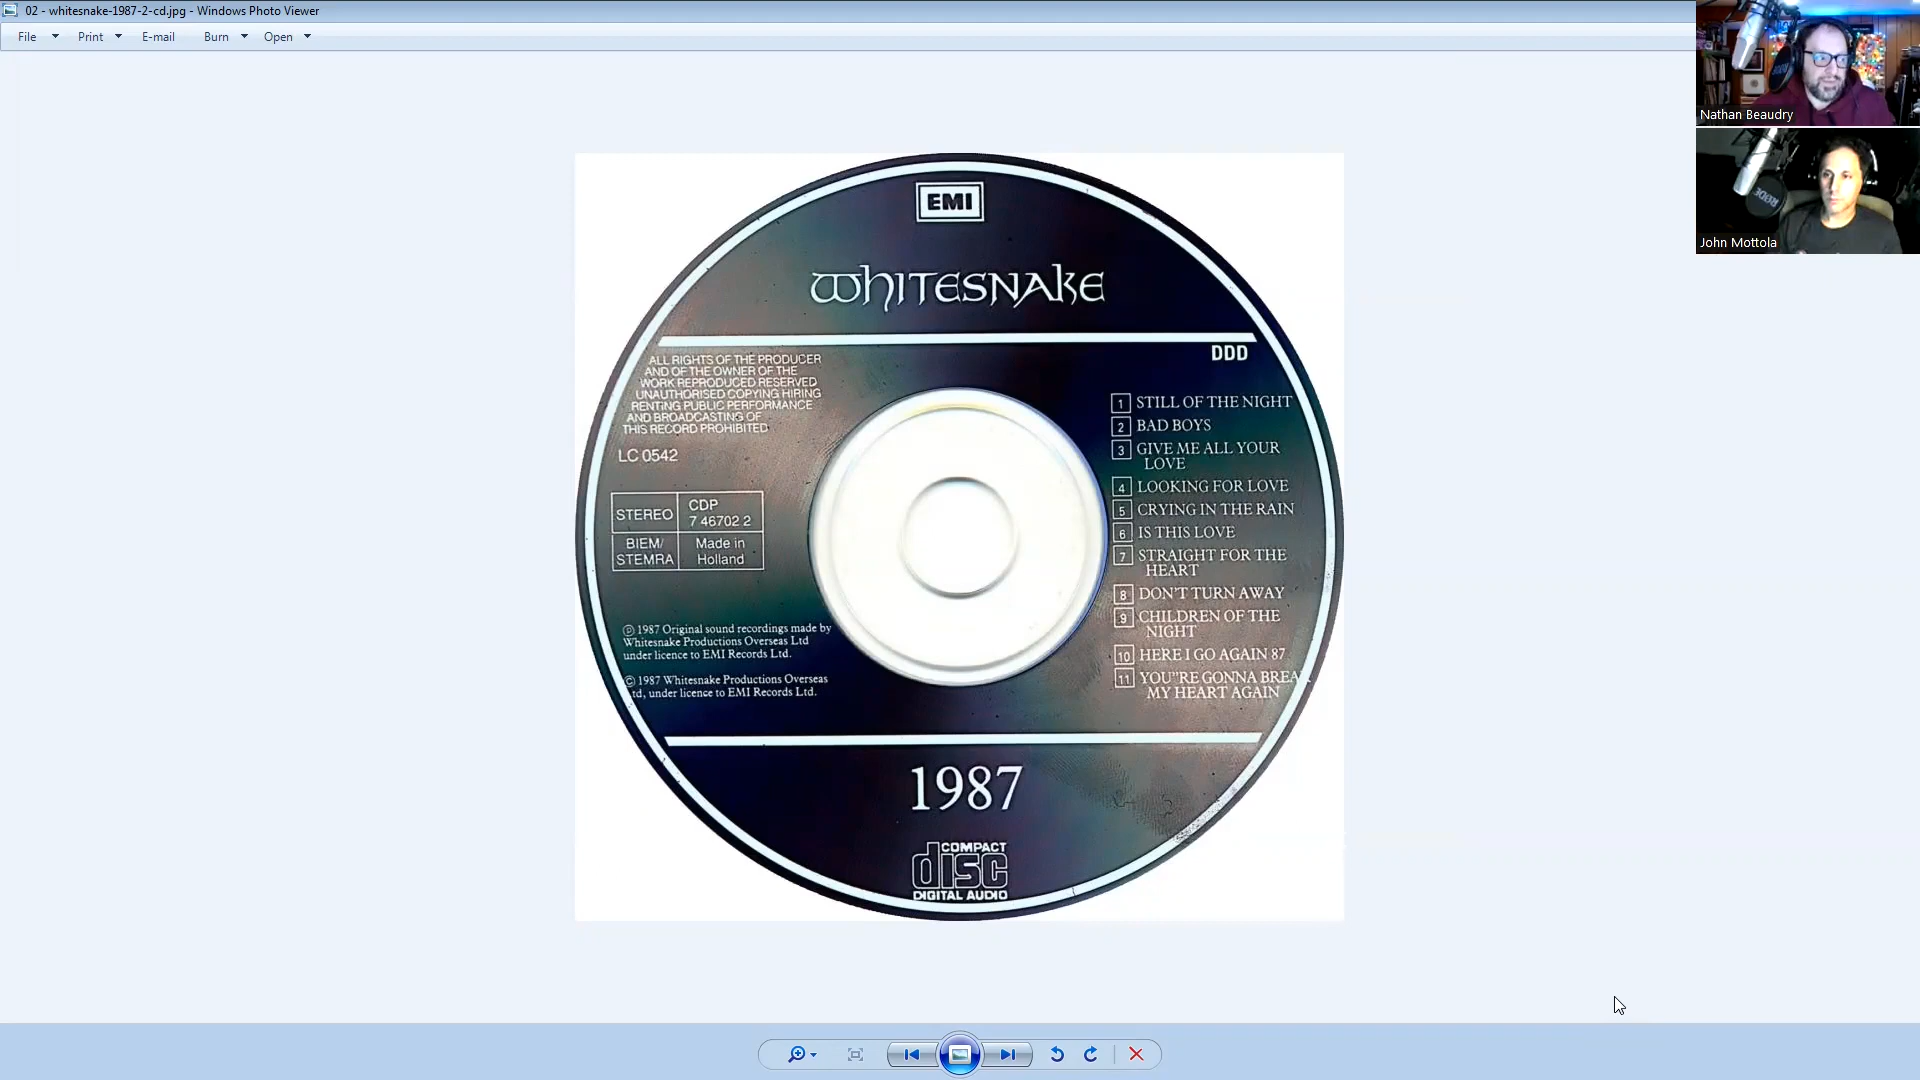 02 - whitesnake-1987-2-cd.jpg - Windows Photo Viewer
File Print E-mail Burn Open
Nathan Beaudry
John Mottola
EMI
WHITESNAKE
DDD
ALL RIGHTS OF THE PRODUCER
AND OF THE OWNER OF THE
WORK REPRODUCED RESERVED
UNAUTHORISED COPYING HIRING
RENTING PUBLIC PERFORMANCE
AND BROADCASTING OF
THIS RECORD PROHIBITED
LC 0542
STEREO
CDP
7 46702 2
BIEM/
STEMRA
Made in
Holland
℗ 1987 Original sound recordings made by
Whitesnake Productions Overseas Ltd
under licence to EMI Records Ltd.
© 1987 Whitesnake Productions Overseas
td, under licence to EMI Records Ltd.
1 STILL OF THE NIGHT
2 BAD BOYS
3 GIVE ME ALL YOUR
LOVE
4 LOOKING FOR LOVE
5 CRYING IN THE RAIN
6 IS THIS LOVE
7 STRAIGHT FOR THE
HEART
8 DON'T TURN AWAY
9 CHILDREN OF THE
NIGHT
10 HERE I GO AGAIN 87
11 YOU"RE GONNA BREAK
MY HEART AGAIN
1987
COMPACT
disc
DIGITAL AUDIO
RØDE